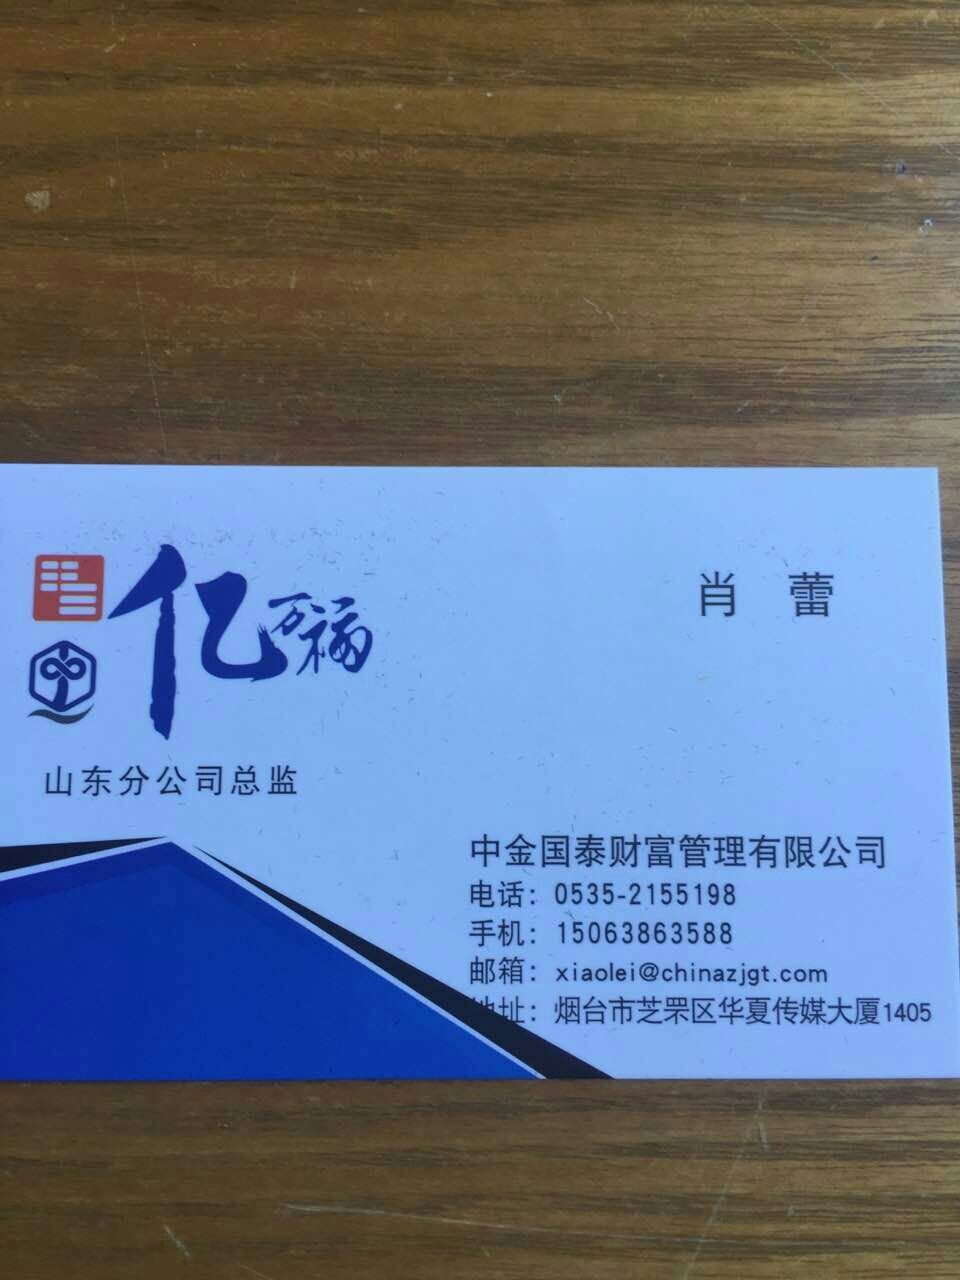 亿万福
肖 蕾
山东分公司总监
中金国泰财富管理有限公司
电话：0535-2155198
手机：15063863588
邮箱：xiaolei@chinazjgt.com
地址：烟台市芝罘区华夏传媒大厦1405